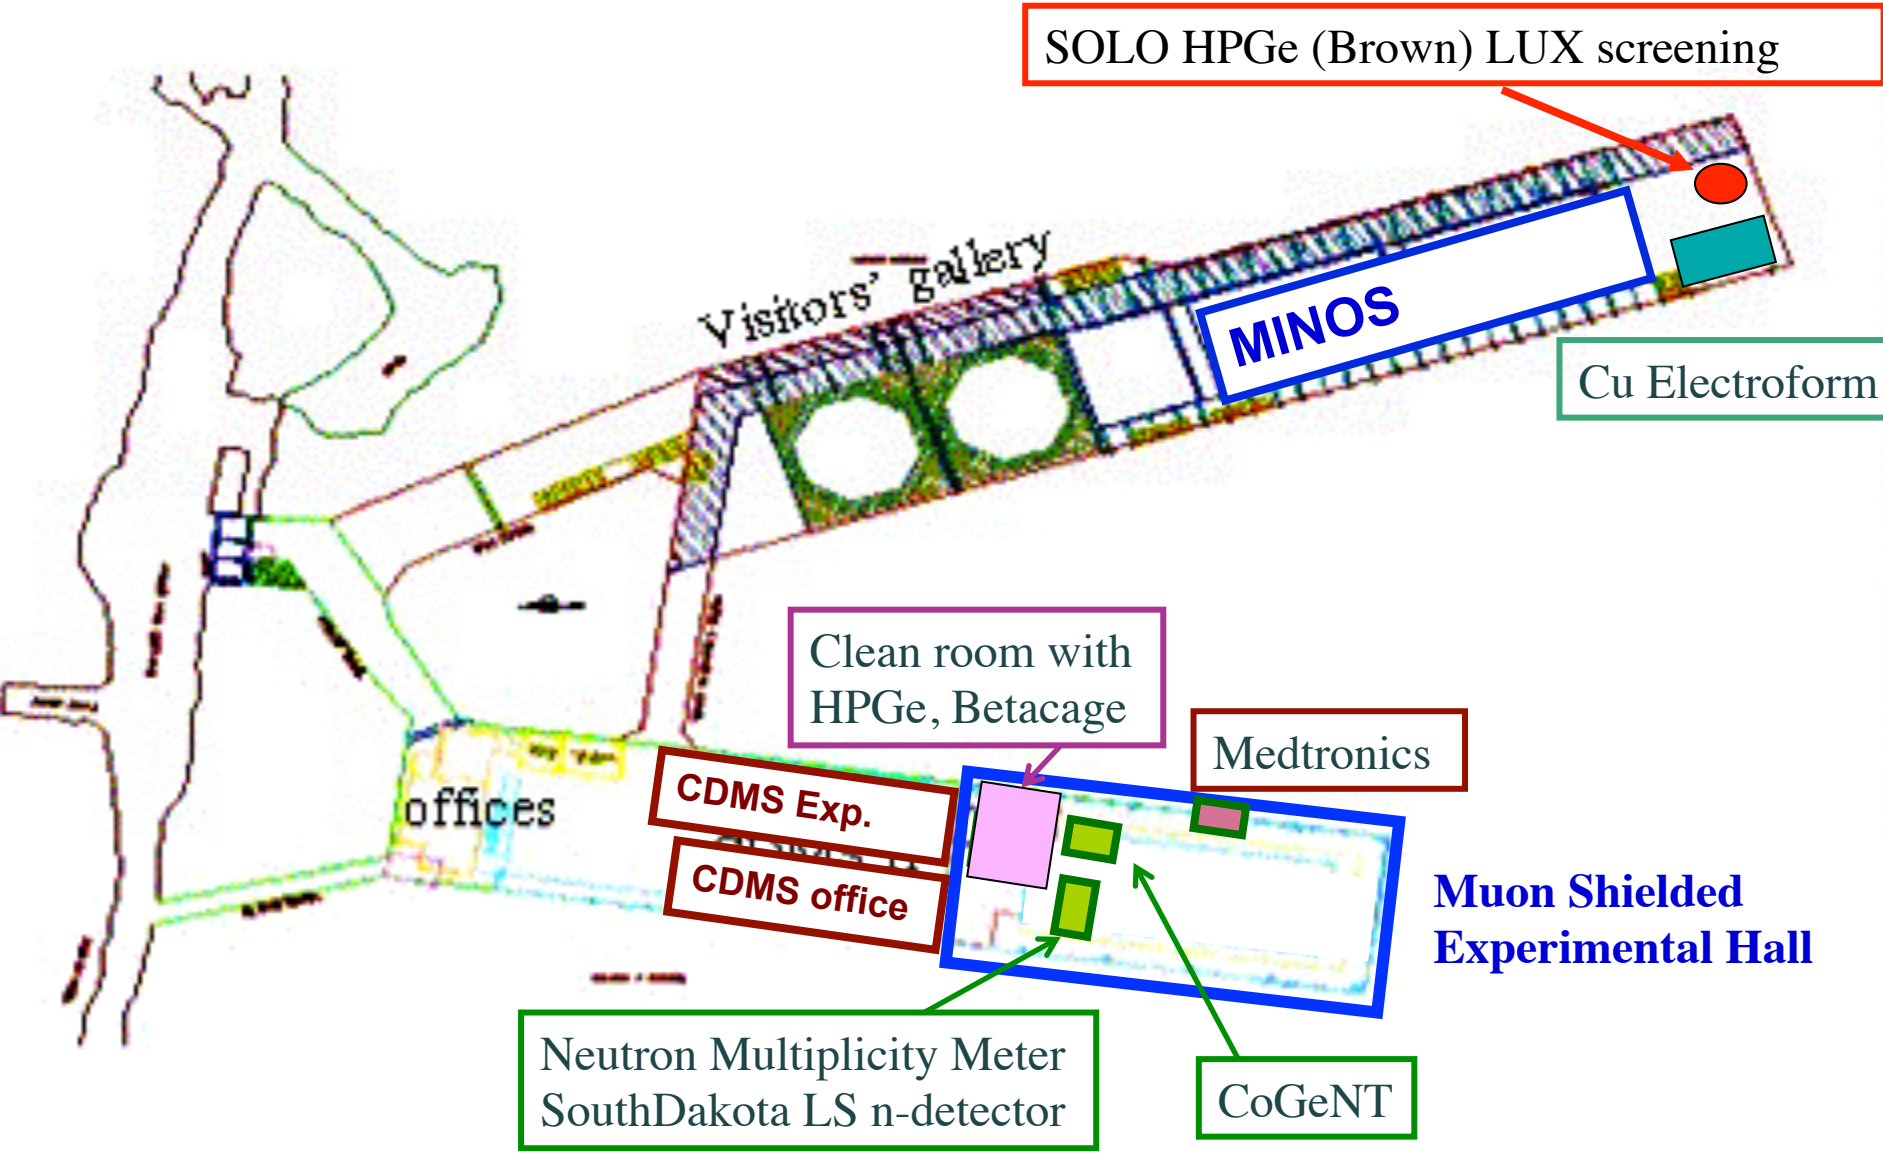 SOLO HPGe (Brown) LUX screening
Visitors' gallery
MINOS
Cu Electroform
Clean room with
HPGe, Betacage
Medtronics
CDMS Exp.
offices
CDMS office
Muon Shielded
Experimental Hall
Neutron Multiplicity Meter
SouthDakota LS n-detector
CoGeNT